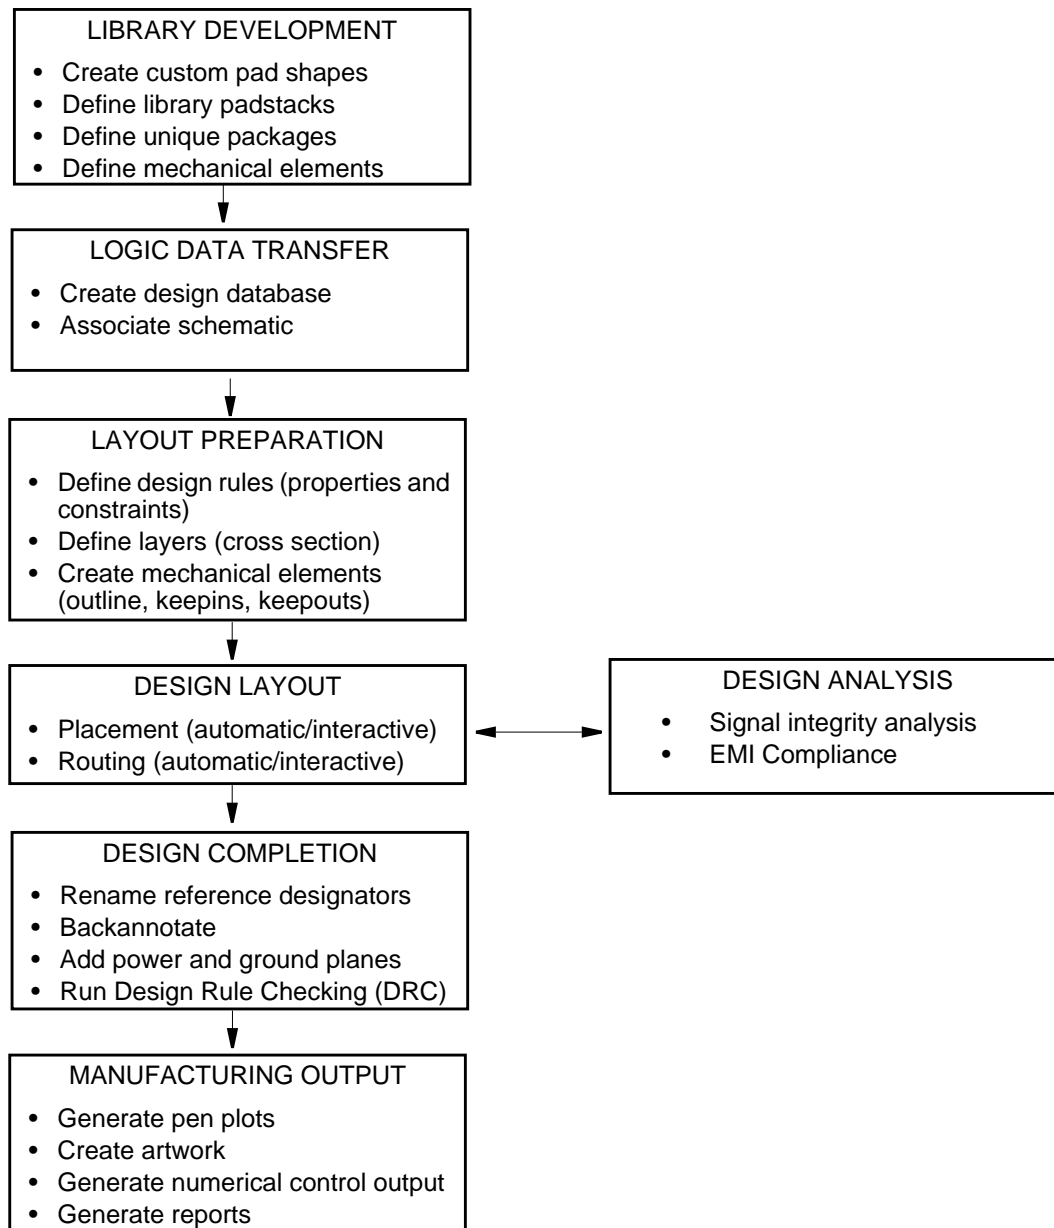 LIBRARY DEVELOPMENT
• Create custom pad shapes
• Define library padstacks
• Define unique packages
• Define mechanical elements
LOGIC DATA TRANSFER
• Create design database
• Associate schematic
LAYOUT PREPARATION
• Define design rules (properties and
constraints)
• Define layers (cross section)
• Create mechanical elements
(outline, keepins, keepouts)
DESIGN LAYOUT
• Placement (automatic/interactive)
• Routing (automatic/interactive)
DESIGN ANALYSIS
• Signal integrity analysis
• EMI Compliance
DESIGN COMPLETION
• Rename reference designators
• Backannotate
• Add power and ground planes
• Run Design Rule Checking (DRC)
MANUFACTURING OUTPUT
• Generate pen plots
• Create artwork
• Generate numerical control output
• Generate reports